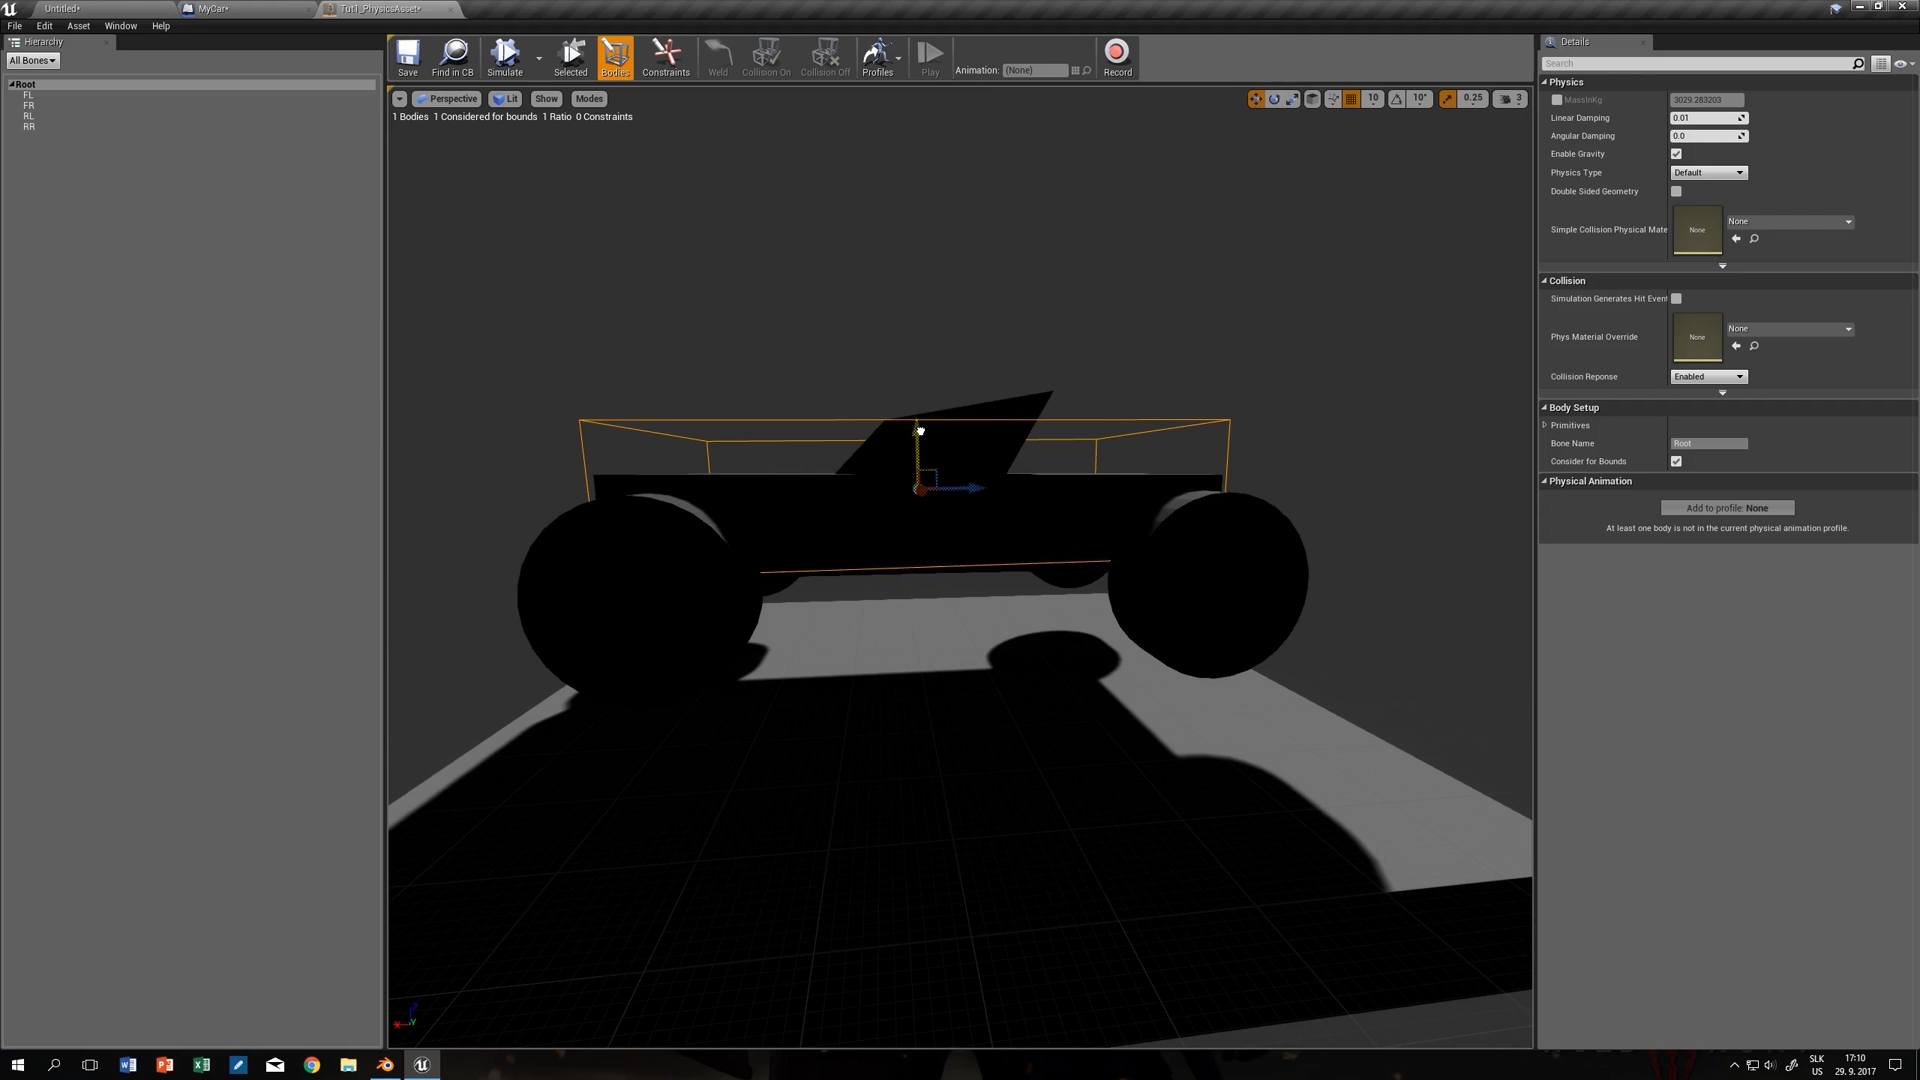 Untitled*
MyCar*
Tut1_PhysicsAsset*
File Edit Asset Window Help
Hierarchy
All Bones
Root
FL
FR
RL
RR
Save
Find in CB
Simulate
Selected
Bodies
Constraints
Weld
Collision On
Collision Off
Profiles
Play
Animation: (None)
Record
Perspective Lit Show Modes
10 10° 0.25 3
1 Bodies 1 Considered for bounds 1 Ratio 0 Constraints
Details
Search
Physics
MassInKg 3029.283203
Linear Damping 0.01
Angular Damping 0.0
Enable Gravity
Physics Type Default
Double Sided Geometry
Simple Collision Physical Mate None None
Collision
Simulation Generates Hit Event
Phys Material Override None None
Collision Reponse Enabled
Body Setup
Primitives
Bone Name Root
Consider for Bounds
Physical Animation
Add to profile: None
At least one body is not in the current physical animation profile.
X Y
SLK
US
17:10
29. 9. 2017